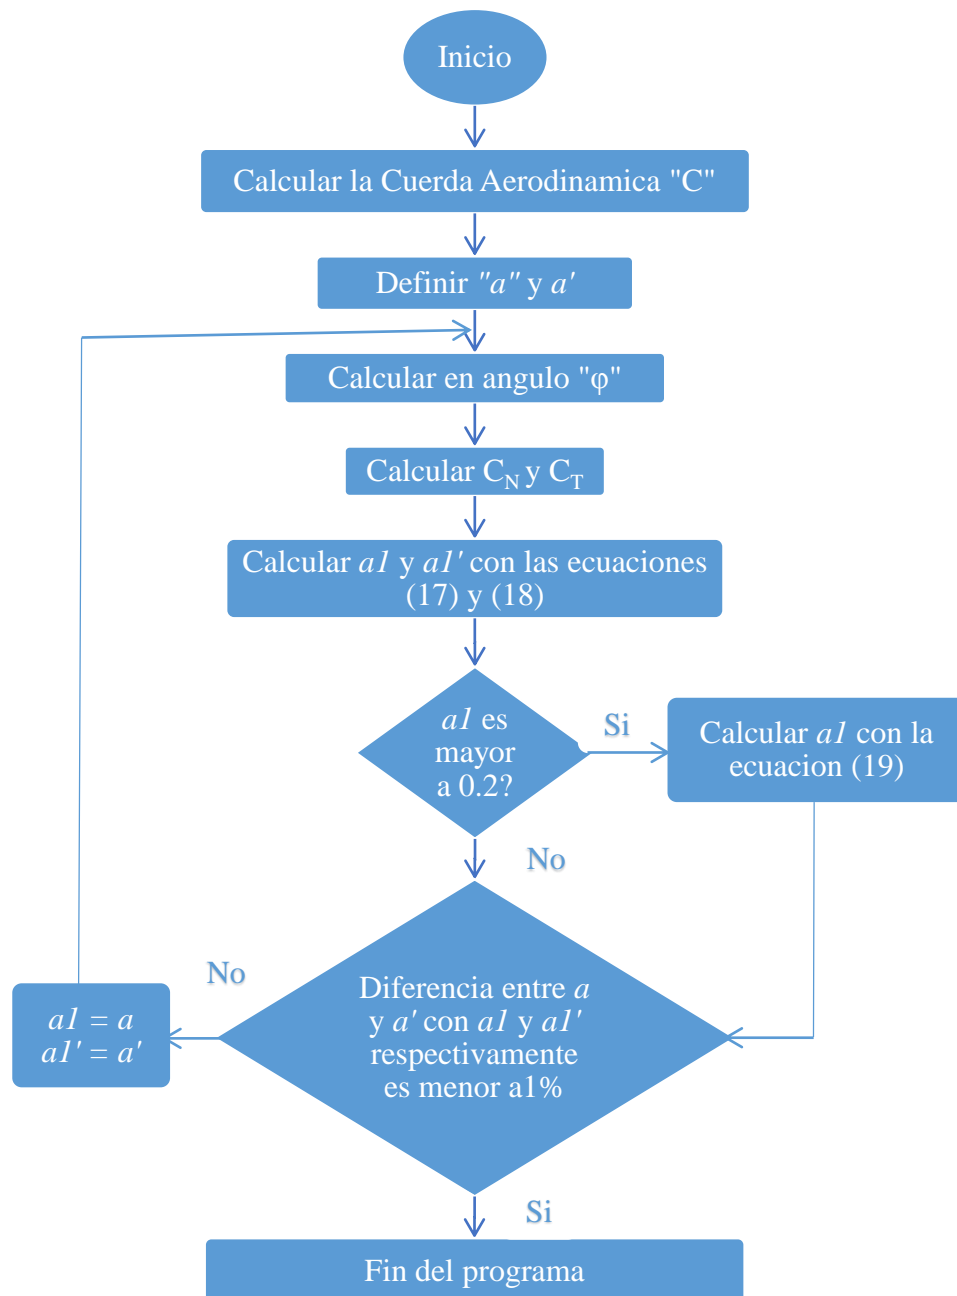 Inicio
Calcular la Cuerda Aerodinamica "C"
Definir "a" y a'
Calcular en angulo "φ"
Calcular C_N y C_T
Calcular a1 y a1' con las ecuaciones
(17) y (18)
a1 es
mayor
a 0.2?
Si
Calcular a1 con la
ecuacion (19)
No
Diferencia entre a
y a' con a1 y a1'
respectivamente
es menor a1%
No
a1 = a
a1' = a'
Si
Fin del programa